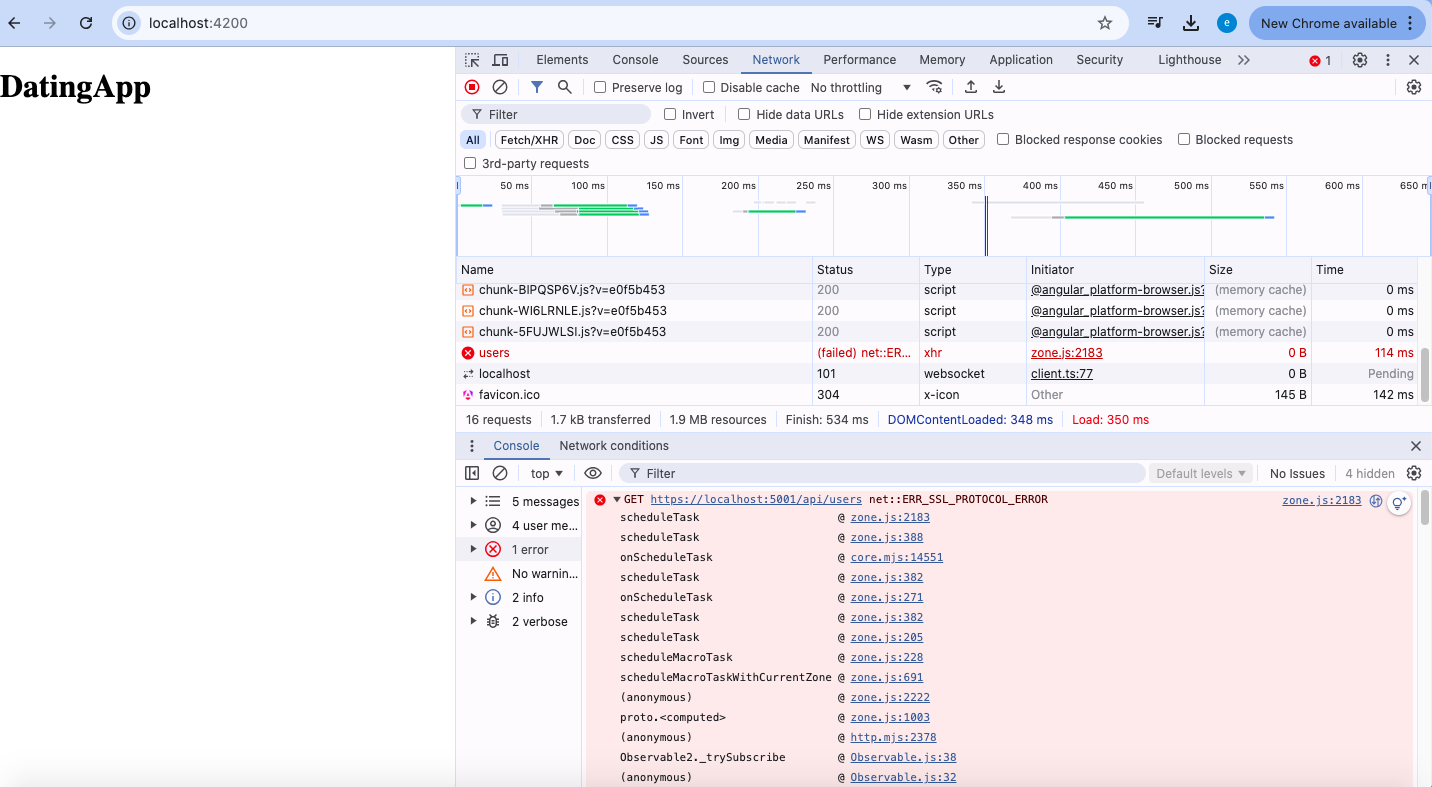 localhost:4200
e
New Chrome available
DatingApp
Elements Console Sources Network Performance Memory Application Security Lighthouse 1
Preserve log Disable cache No throttling
Filter Invert Hide data URLs Hide extension URLs
All Fetch/XHR Doc CSS JS Font Img Media Manifest WS Wasm Other Blocked response cookies Blocked requests
3rd-party requests
50 ms 100 ms 150 ms 200 ms 250 ms 300 ms 350 ms 400 ms 450 ms 500 ms 550 ms 600 ms 650 m
Name Status Type Initiator Size Time
chunk-BIPQSP6V.js?v=e0f5b453 200 script @angular_platform-browser.js? (memory cache) 0 ms
chunk-WI6LRNLE.js?v=e0f5b453 200 script @angular_platform-browser.js? (memory cache) 0 ms
chunk-5FUJWLSI.js?v=e0f5b453 200 script @angular_platform-browser.js? (memory cache) 0 ms
users (failed) net::ER... xhr zone.js:2183 0 B 114 ms
localhost 101 websocket client.ts:77 0 B Pending
favicon.ico 304 x-icon Other 145 B 142 ms
16 requests 1.7 kB transferred 1.9 MB resources Finish: 534 ms DOMContentLoaded: 348 ms Load: 350 ms
Console Network conditions
top Filter Default levels No Issues 4 hidden
5 messages
4 user me...
1 error
No warnin...
2 info
2 verbose
GET https://localhost:5001/api/users net::ERR_SSL_PROTOCOL_ERROR zone.js:2183
scheduleTask @ zone.js:2183
scheduleTask @ zone.js:388
onScheduleTask @ core.mjs:14551
scheduleTask @ zone.js:382
onScheduleTask @ zone.js:271
scheduleTask @ zone.js:382
scheduleTask @ zone.js:205
scheduleMacroTask @ zone.js:228
scheduleMacroTaskWithCurrentZone @ zone.js:691
(anonymous) @ zone.js:2222
proto.<computed> @ zone.js:1003
(anonymous) @ http.mjs:2378
Observable2._trySubscribe @ Observable.js:38
(anonymous) @ Observable.js:32